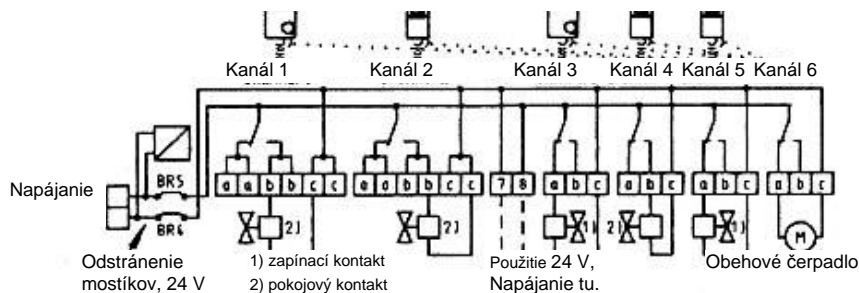 Kanál 1 Kanál 2 Kanál 3 Kanál 4 Kanál 5 Kanál 6
Napájanie
BR5
BR6
a a b b c c a a b b c c 7 8 a b c a b c a b c a b c
2) 2) 1) 2) 1) M
Odstránenie
mostíkov, 24 V
1) zapínací kontakt
2) pokojový kontakt
Použitie 24 V,
Napájanie tu.
Obehové čerpadlo